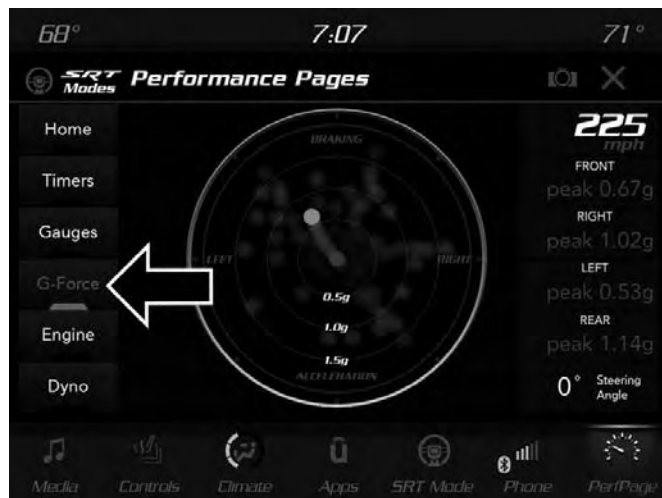 68°
7:07
71°
SRT
Modes
Performance Pages
Home
Timers
Gauges
G-Force
Engine
Dyno
BRAKING
LEFT
RIGHT
0.5g
1.0g
1.5g
ACCELERATION
225
mph
FRONT
peak 0.67g
RIGHT
peak 1.02g
LEFT
peak 0.53g
REAR
peak 1.14g
0° Steering
Angle
Media
Controls
Climate
Apps
SRT Mode
Phone
PerfPage